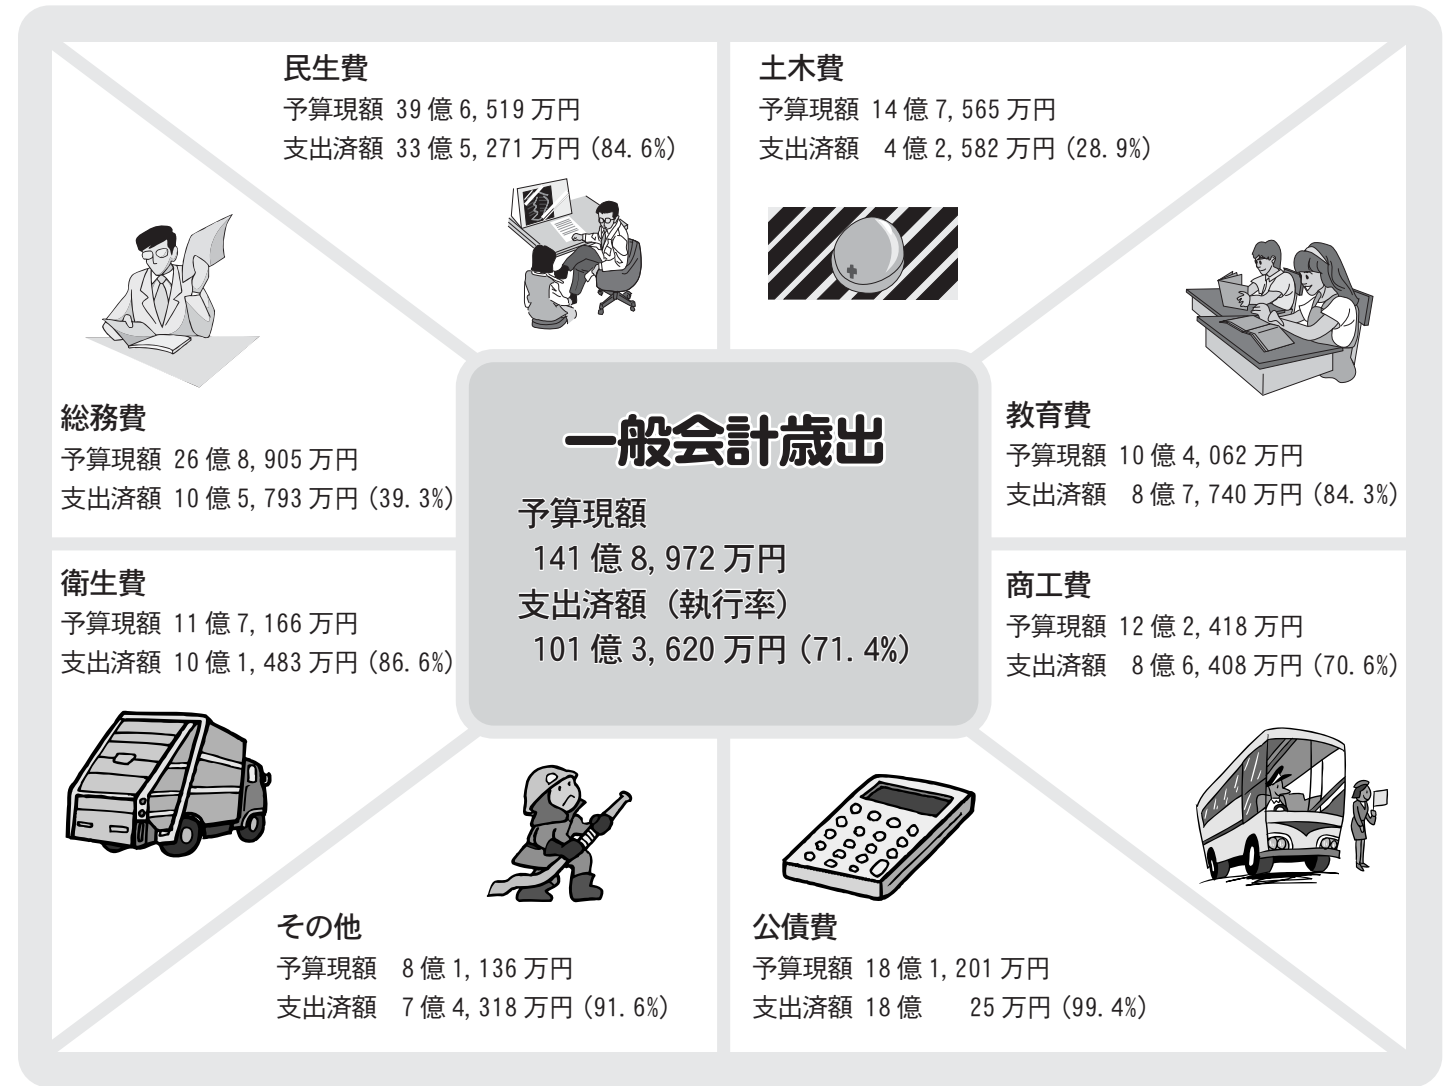 民生費
予算現額 39億6,519万円
支出済額 33億5,271万円(84.6%)
土木費
予算現額 14億7,565万円
支出済額 4億2,582万円(28.9%)
総務費
予算現額 26億8,905万円
支出済額 10億5,793万円(39.3%)
教育費
予算現額 10億4,062万円
支出済額 8億7,740万円(84.3%)
一般会計歳出
予算現額
141億8,972万円
支出済額(執行率)
101億3,620万円(71.4%)
衛生費
予算現額 11億7,166万円
支出済額 10億1,483万円(86.6%)
商工費
予算現額 12億2,418万円
支出済額 8億6,408万円(70.6%)
その他
予算現額 8億1,136万円
支出済額 7億4,318万円(91.6%)
公債費
予算現額 18億1,201万円
支出済額 18億 25万円(99.4%)